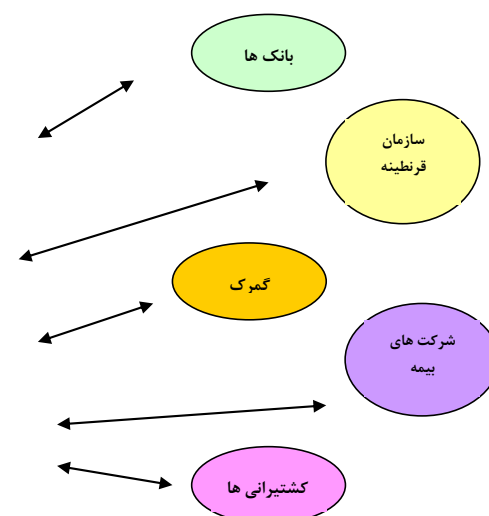 بانک ها
سازمان
قرنطینه
گمرک
شرکت های
بیمه
کشتیرانی ها